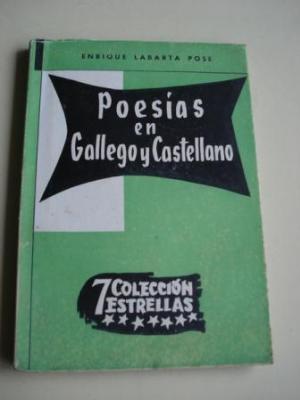 ENRIQUE LABARTA POSE
Poesías
en
Gallego y Castellano
7 COLECCIÓN
ESTRELLAS